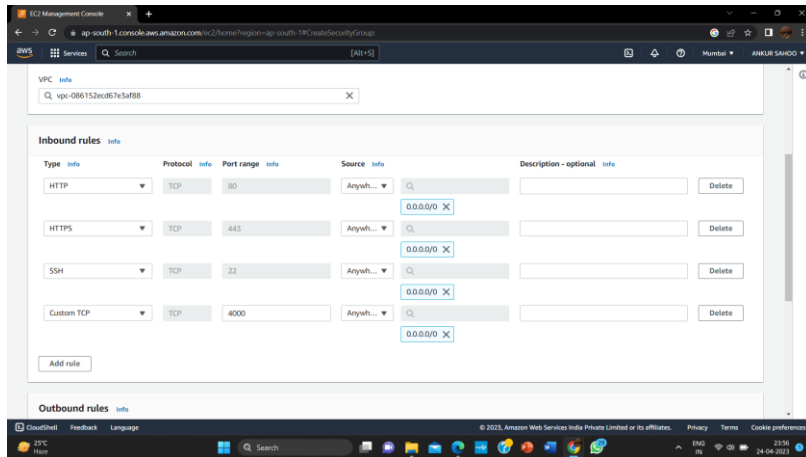 EC2 Management Console
ap-south-1.console.aws.amazon.com/ec2/home?region=ap-south-1#CreateSecurityGroup:
aws Services Search [Alt+S] Mumbai ANKUR SAHOO
VPC Info
vpc-086152ecd67e3af88
Inbound rules Info
Type Info Protocol Info Port range Info Source Info Description - optional Info
HTTP TCP 80 Anywh... Delete
0.0.0.0/0
HTTPS TCP 443 Anywh... Delete
0.0.0.0/0
SSH TCP 22 Anywh... Delete
0.0.0.0/0
Custom TCP TCP 4000 Anywh... Delete
0.0.0.0/0
Add rule
Outbound rules Info
CloudShell Feedback Language © 2023, Amazon Web Services India Private Limited or its affiliates. Privacy Terms Cookie preferences
23°C Haze Search ENG IN 23:56 24-04-2023